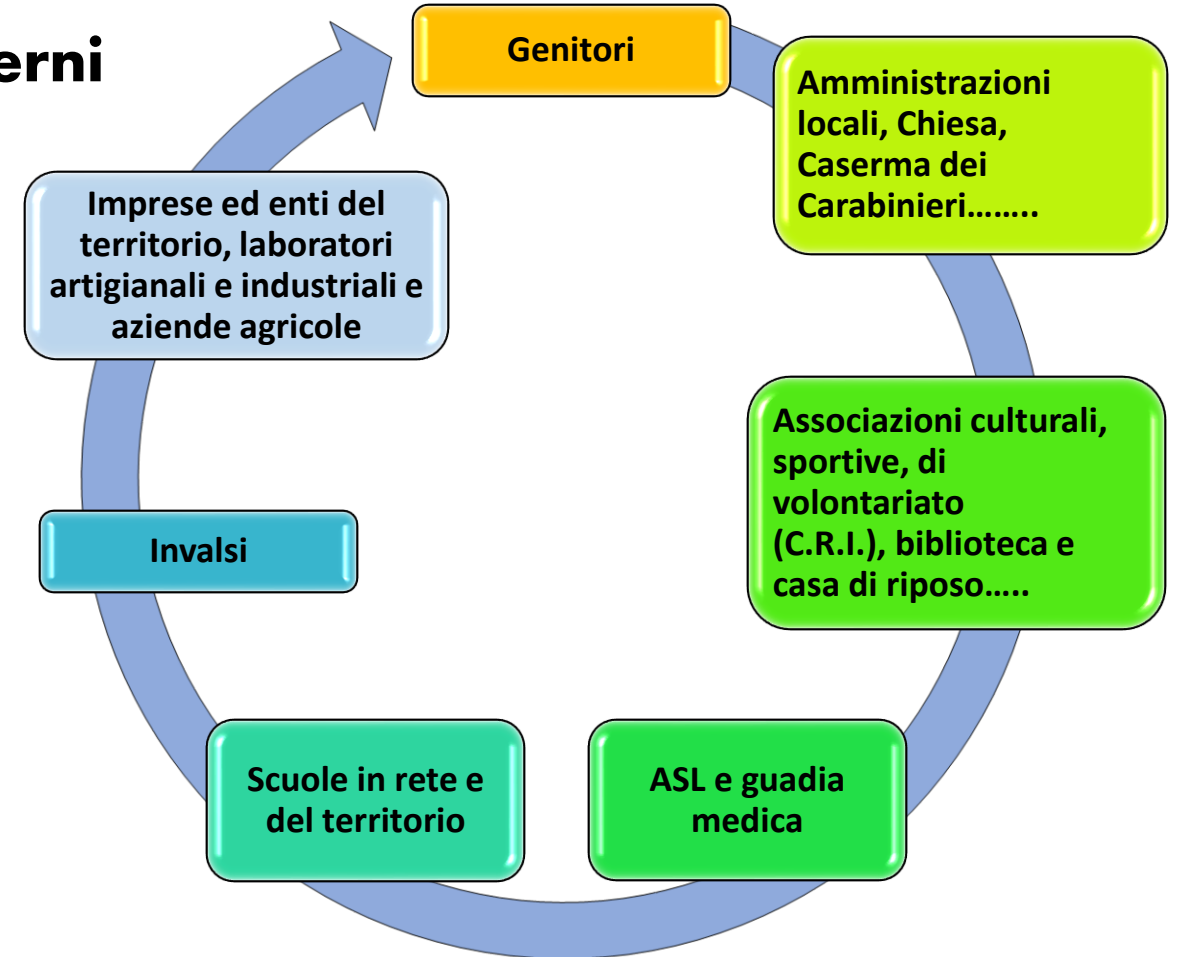 erni
Genitori
Amministrazioni
locali, Chiesa,
Caserma dei
Carabinieri……..
Associazioni culturali,
sportive, di
volontariato
(C.R.I.), biblioteca e
casa di riposo…..
ASL e guadia
medica
Scuole in rete e
del territorio
Invalsi
Imprese ed enti del
territorio, laboratori
artigianali e industriali e
aziende agricole